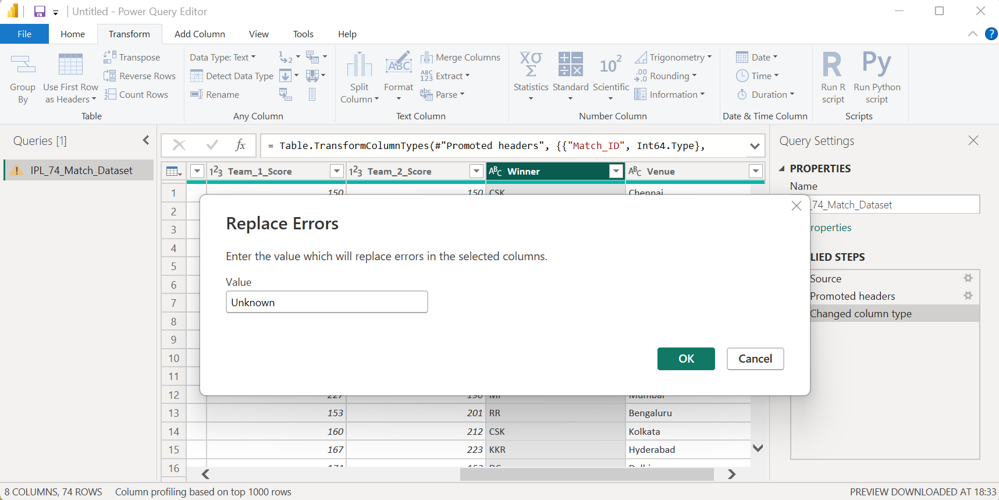 Untitled - Power Query Editor
File Home Transform Add Column View Tools Help
Group By
Use First Row as Headers
Transpose
Reverse Rows
Count Rows
Table
Data Type: Text
Detect Data Type
Rename
Any Column
Split Column
Format
Merge Columns
Extract
Parse
Text Column
Statistics
Standard
Scientific
Trigonometry
Rounding
Information
Number Column
Date
Time
Duration
Date & Time Column
Run R script
Run Python script
Scripts
Queries [1]
IPL_74_Match_Dataset
fx
= Table.TransformColumnTypes(#"Promoted headers", {{"Match_ID", Int64.Type},
Team_1_Score Team_2_Score Winner Venue
1 150 150 CSK Chennai
2
3
4
5
6
7
8
9
10
11
12 227 190 MI Mumbai
13 153 201 RR Bengaluru
14 160 212 CSK Kolkata
15 167 223 KKR Hyderabad
16
Replace Errors
Enter the value which will replace errors in the selected columns.
Value
Unknown
OK Cancel
Query Settings
PROPERTIES
Name
_74_Match_Dataset
roperties
LIED STEPS
Source
Promoted headers
Changed column type
8 COLUMNS, 74 ROWS Column profiling based on top 1000 rows
PREVIEW DOWNLOADED AT 18:33